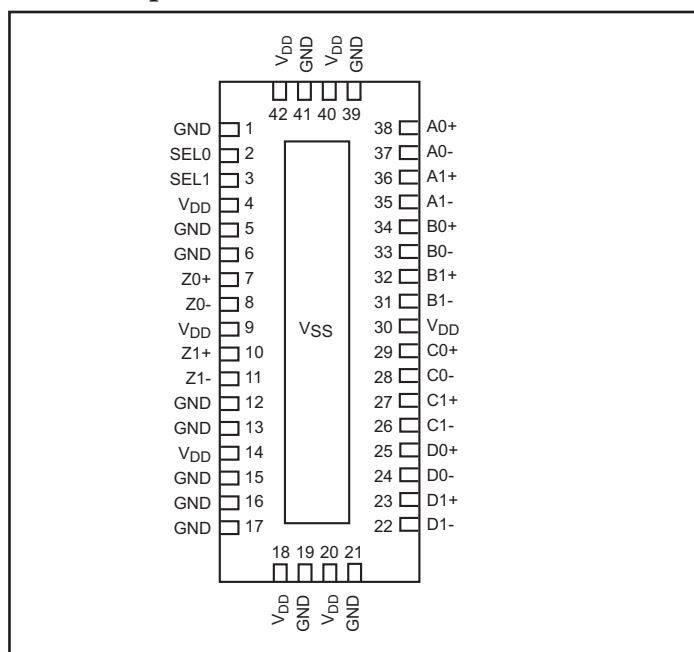 VDD GND VDD GND
42 41 40 39
GND 1
SEL0 2
SEL1 3
VDD 4
GND 5
GND 6
Z0+ 7
Z0- 8
VDD 9
Z1+ 10
Z1- 11
GND 12
GND 13
VDD 14
GND 15
GND 16
GND 17
VSS
38 A0+
37 A0-
36 A1+
35 A1-
34 B0+
33 B0-
32 B1+
31 B1-
30 VDD
29 C0+
28 C0-
27 C1+
26 C1-
25 D0+
24 D0-
23 D1+
22 D1-
18 19 20 21
VDD GND VDD GND